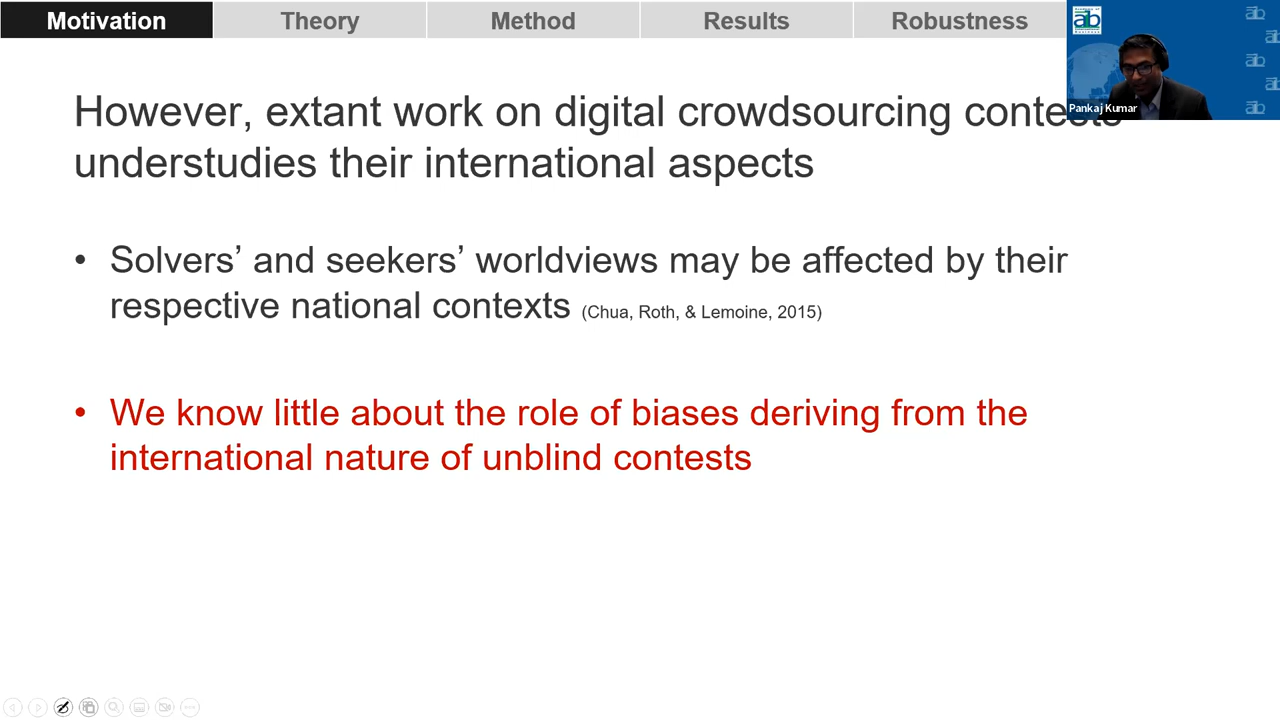 Motivation
Theory
Method
Results
Robustness
Pankaj Kumar
However, extant work on digital crowdsourcing contests
understudies their international aspects
• Solvers’ and seekers’ worldviews may be affected by their
respective national contexts (Chua, Roth, & Lemoine, 2015)
• We know little about the role of biases deriving from the
international nature of unblind contests